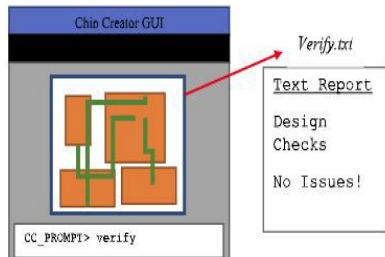 Chip Creator GUI
Verify.txt
Text Report
Design
Checks
No Issues!
CC_PROMPT> verify